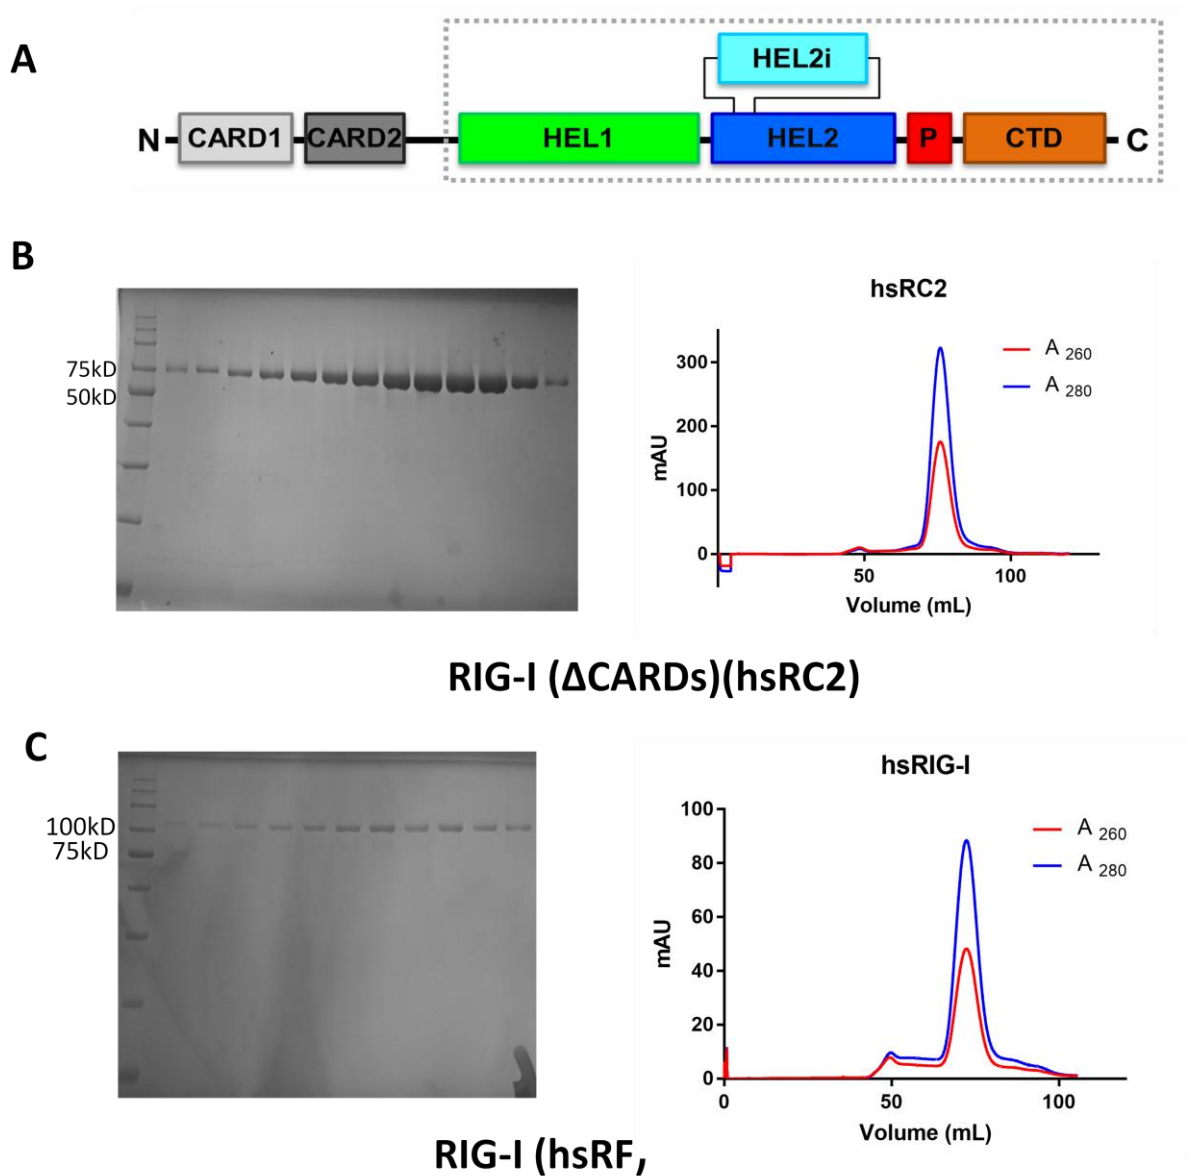 A
HEL2i
N CARD1 CARD2 HEL1 HEL2 P CTD C
B
75kD
50kD
hsRC2
A 260
A 280
300
200
100
0
mAU
50 100
Volume (mL)
RIG-I (ΔCARDs)(hsRC2)
C
100kD
75kD
hsRIG-I
A 260
A 280
100
80
60
40
20
0
mAU
0 50 100
Volume (mL)
RIG-I (hsRF,